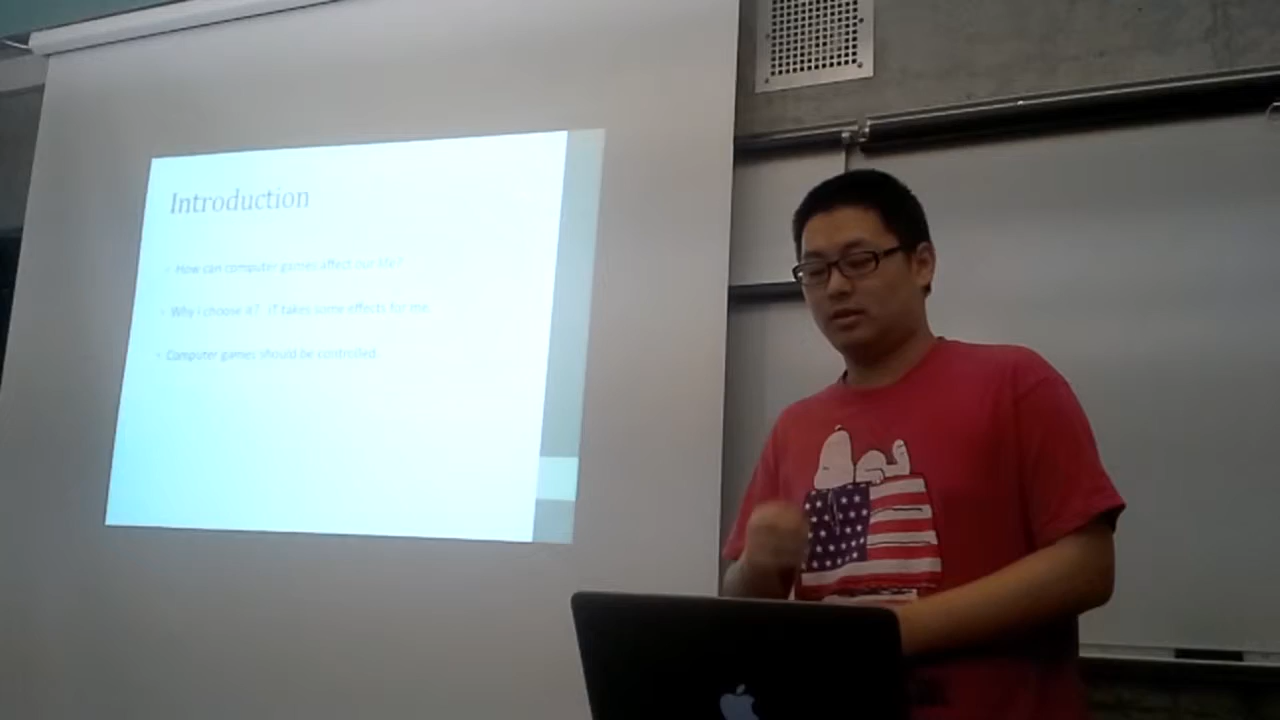 Introduction
How can computer games affect our life?
Why i choose it? IT takes some effects for me.
Computer games should be controlled.